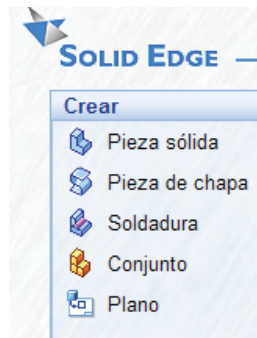 SOLID EDGE
Crear
Pieza sólida
Pieza de chapa
Soldadura
Conjunto
Plano